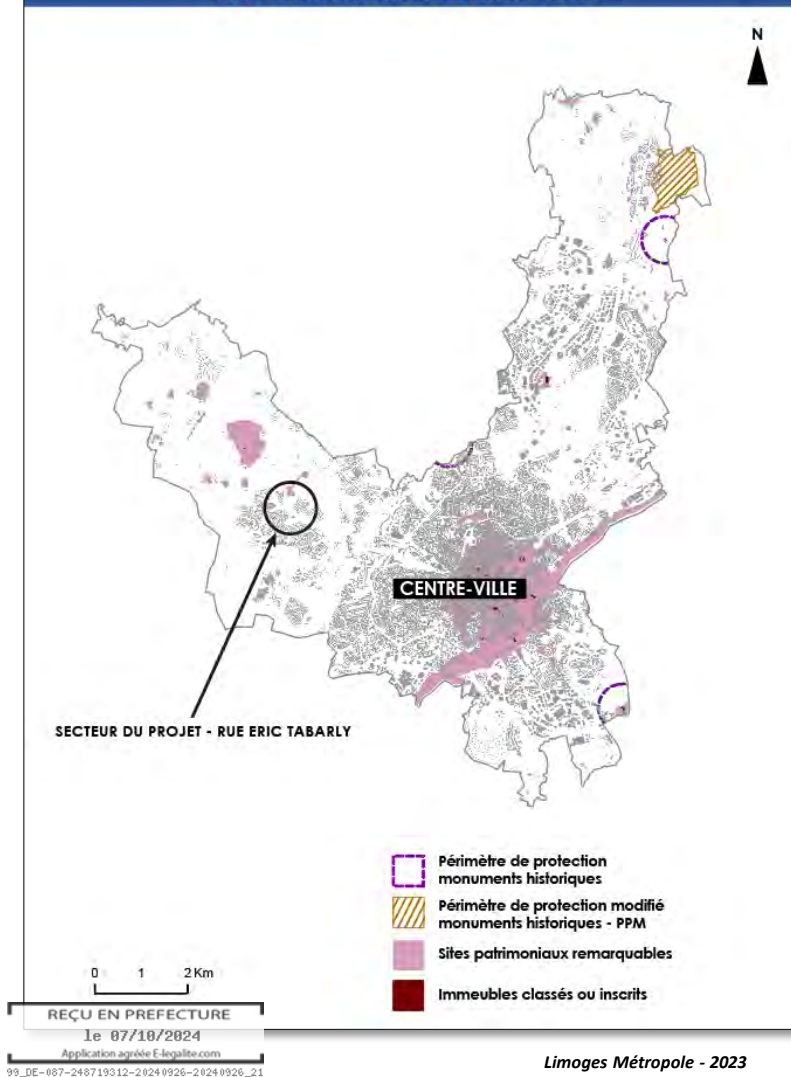 N
CENTRE-VILLE
SECTEUR DU PROJET - RUE ERIC TABARLY
Périmètre de protection
monuments historiques
Périmètre de protection modifié
monuments historiques - PPM
Sites patrimoniaux remarquables
Immeubles classés ou inscrits
0 1 2 Km
REÇU EN PREFECTURE
le 07/10/2024
Application agréée E-legalite.com
99_DE-087-248719312-20240926-20240926_21
Limoges Métropole - 2023